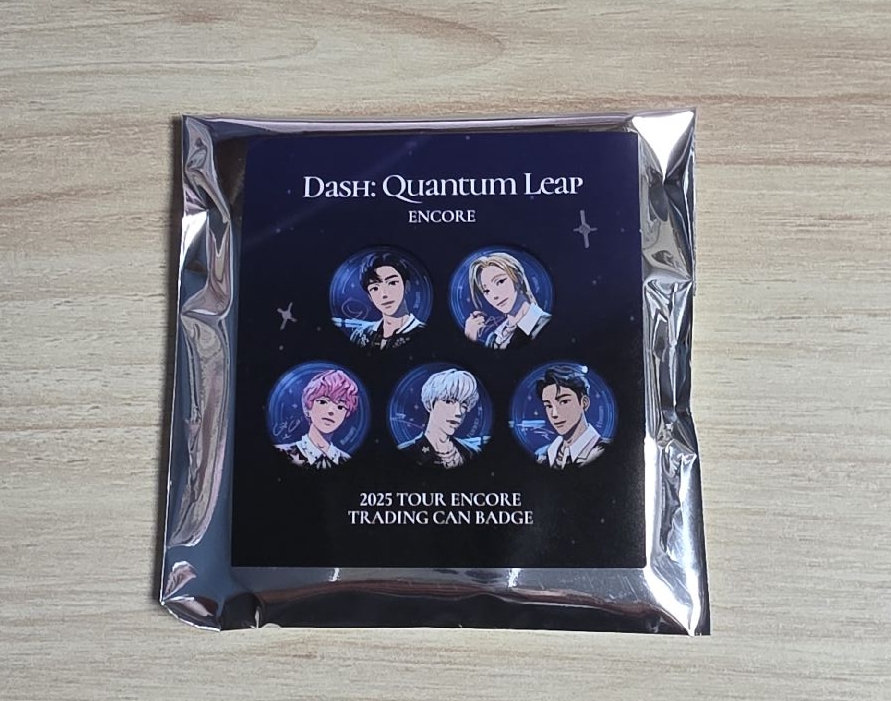 Dash: Quantum Leap
ENCORE
2025 TOUR ENCORE
TRADING CAN BADGE